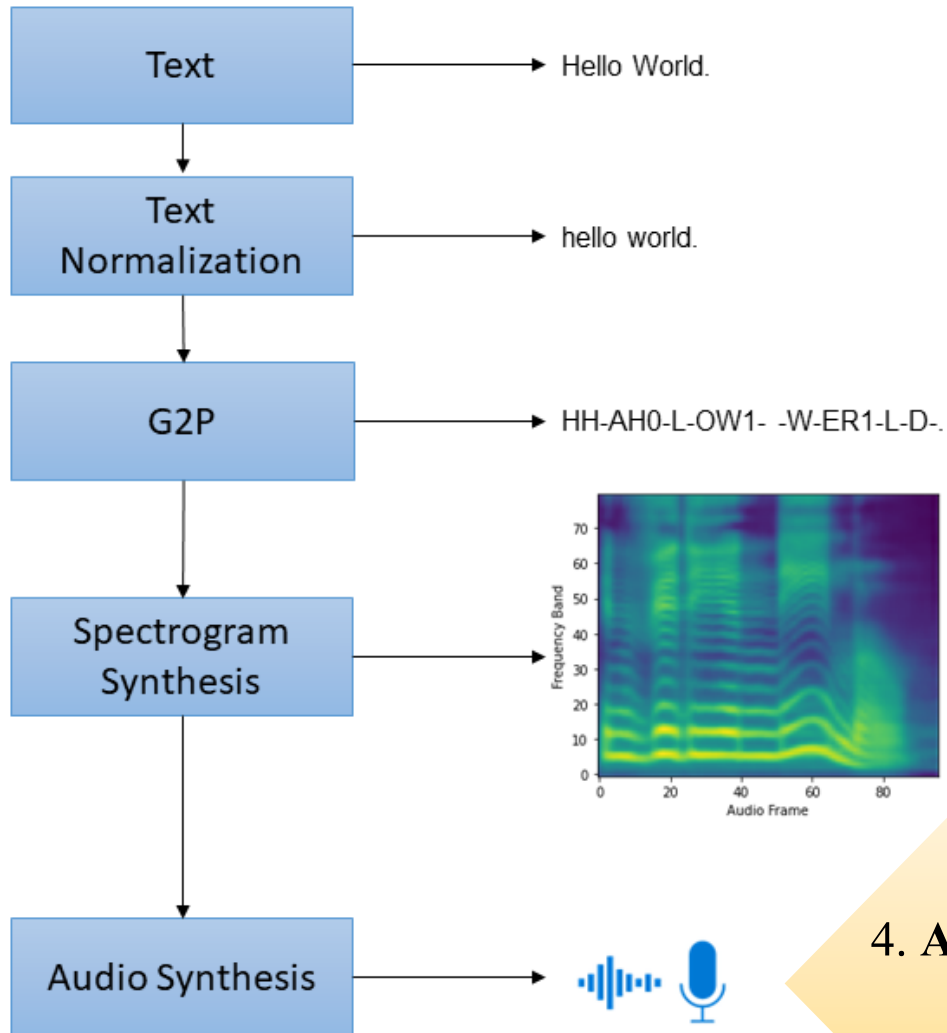 Text
Hello World.
Text
Normalization
hello world.
G2P
HH-AH0-L-OW1- -W-ER1-L-D-.
Spectrogram
Synthesis
Frequency Band
70
60
50
40
30
20
10
0
0 20 40 60 80
Audio Frame
Audio Synthesis
4. A